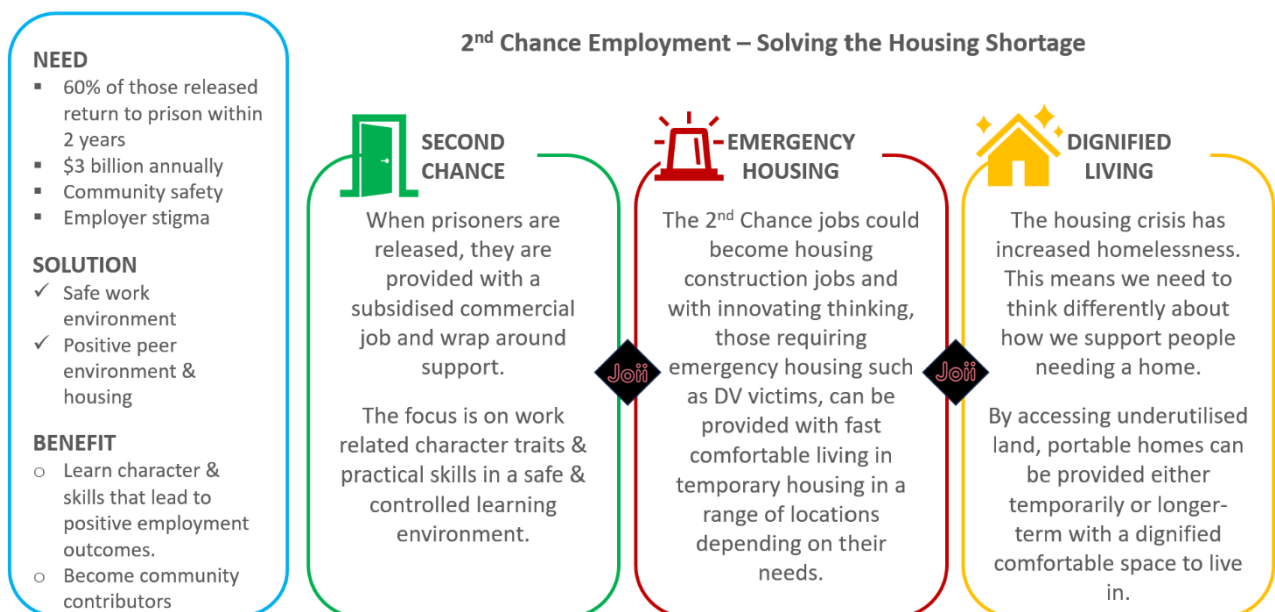 2nd Chance Employment – Solving the Housing Shortage
NEED
▪ 60% of those released
return to prison within
2 years
▪ $3 billion annually
▪ Community safety
▪ Employer stigma
SOLUTION
✓ Safe work
environment
✓ Positive peer
environment &
housing
BENEFIT
o Learn character &
skills that lead to
positive employment
outcomes.
o Become community
contributors
SECOND
CHANCE
When prisoners are
released, they are
provided with a
subsidised commercial
job and wrap around
support.
The focus is on work
related character traits &
practical skills in a safe &
controlled learning
environment.
Joii
EMERGENCY
HOUSING
The 2nd Chance jobs could
become housing
construction jobs and
with innovating thinking,
those requiring
emergency housing such
as DV victims, can be
provided with fast
comfortable living in
temporary housing in a
range of locations
depending on their
needs.
Joii
DIGNIFIED
LIVING
The housing crisis has
increased homelessness.
This means we need to
think differently about
how we support people
needing a home.
By accessing underutilised
land, portable homes can
be provided either
temporarily or longer-
term with a dignified
comfortable space to live
in.